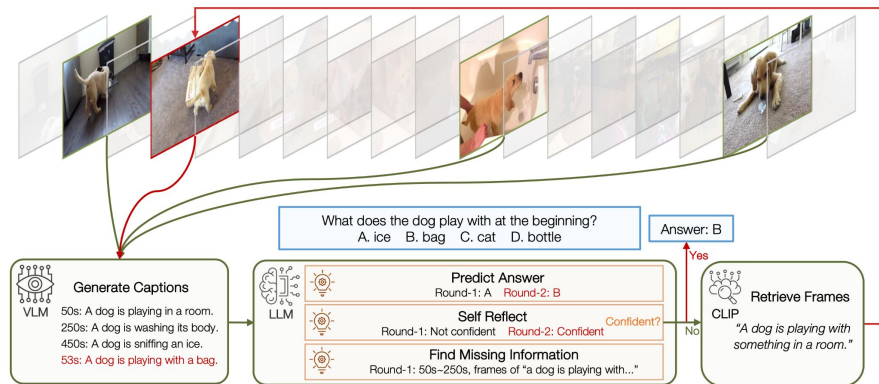 What does the dog play with at the beginning?
A. ice B. bag C. cat D. bottle
Answer: B
Yes
VLM
Generate Captions
50s: A dog is playing in a room.
250s: A dog is washing its body.
450s: A dog is sniffing an ice.
53s: A dog is playing with a bag.
LLM
Predict Answer
Round-1: A Round-2: B
Self Reflect
Round-1: Not confident Round-2: Confident
Confident?
Find Missing Information
Round-1: 50s~250s, frames of “a dog is playing with...”
No
CLIP
Retrieve Frames
"A dog is playing with
something in a room."